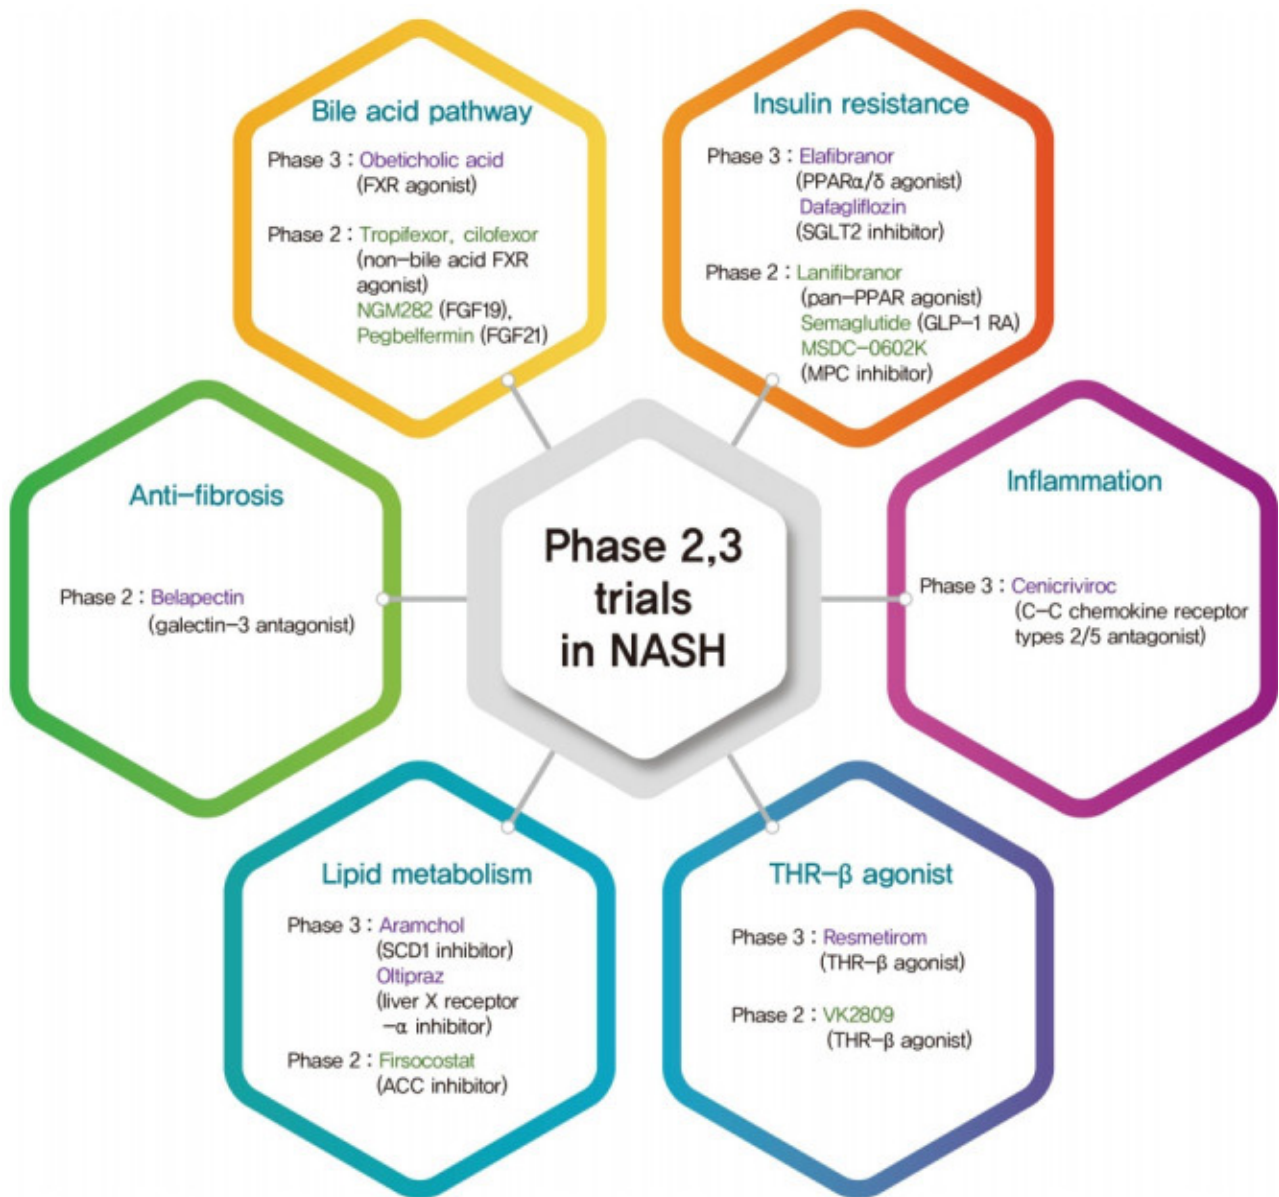 Bile acid pathway
Phase 3 : Obeticholic acid
(FXR agonist)
Phase 2 : Tropifexor, cilofexor
(non-bile acid FXR
agonist)
NGM282 (FGF19),
Pegbelfermin (FGF21)
Insulin resistance
Phase 3 : Elafibranor
(PPARα/δ agonist)
Dafagliflozin
(SGLT2 inhibitor)
Phase 2 : Lanifibranor
(pan-PPAR agonist)
Semaglutide (GLP-1 RA)
MSDC-0602K
(MPC inhibitor)
Anti-fibrosis
Phase 2 : Belapectin
(galectin-3 antagonist)
Phase 2,3
trials
in NASH
Inflammation
Phase 3 : Cenicriviroc
(C-C chemokine receptor
types 2/5 antagonist)
Lipid metabolism
Phase 3 : Aramchol
(SCD1 inhibitor)
Oltipraz
(liver X receptor
-α inhibitor)
Phase 2 : Firsocostat
(ACC inhibitor)
THR-β agonist
Phase 3 : Resmetirom
(THR-β agonist)
Phase 2 : VK2809
(THR-β agonist)